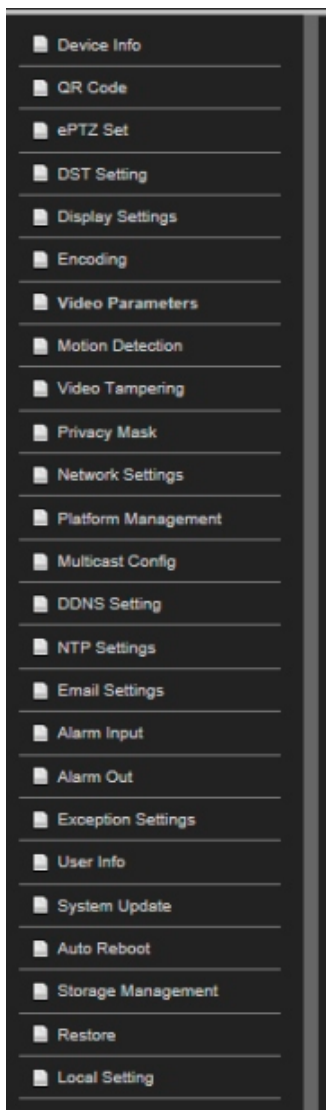 Device Info
QR Code
ePTZ Set
DST Setting
Display Settings
Encoding
Video Parameters
Motion Detection
Video Tampering
Privacy Mask
Network Settings
Platform Management
Multicast Config
DDNS Setting
NTP Settings
Email Settings
Alarm Input
Alarm Out
Exception Settings
User Info
System Update
Auto Reboot
Storage Management
Restore
Local Setting